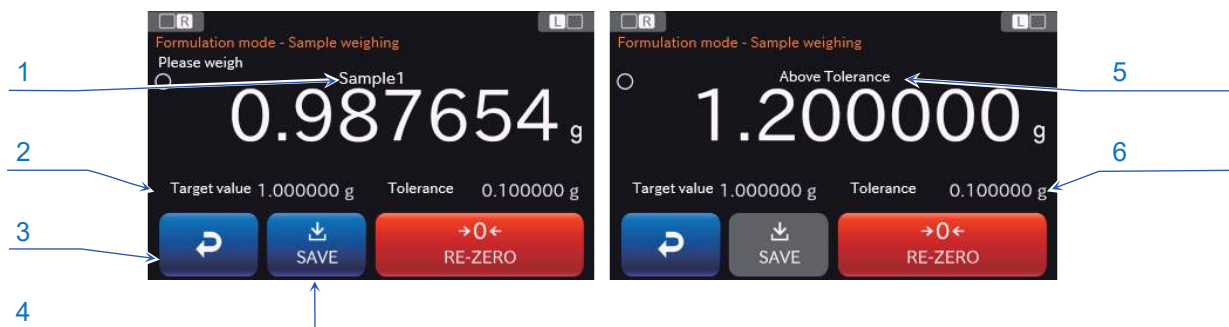 R L
Formulation mode - Sample weighing
Please weigh
Sample1
0.987654 g
Target value 1.000000 g Tolerance 0.100000 g
SAVE
→0←
RE-ZERO
R L
Formulation mode - Sample weighing
Above Tolerance
1.200000 g
Target value 1.000000 g Tolerance 0.100000 g
SAVE
→0←
RE-ZERO
1
2
3
4
5
6